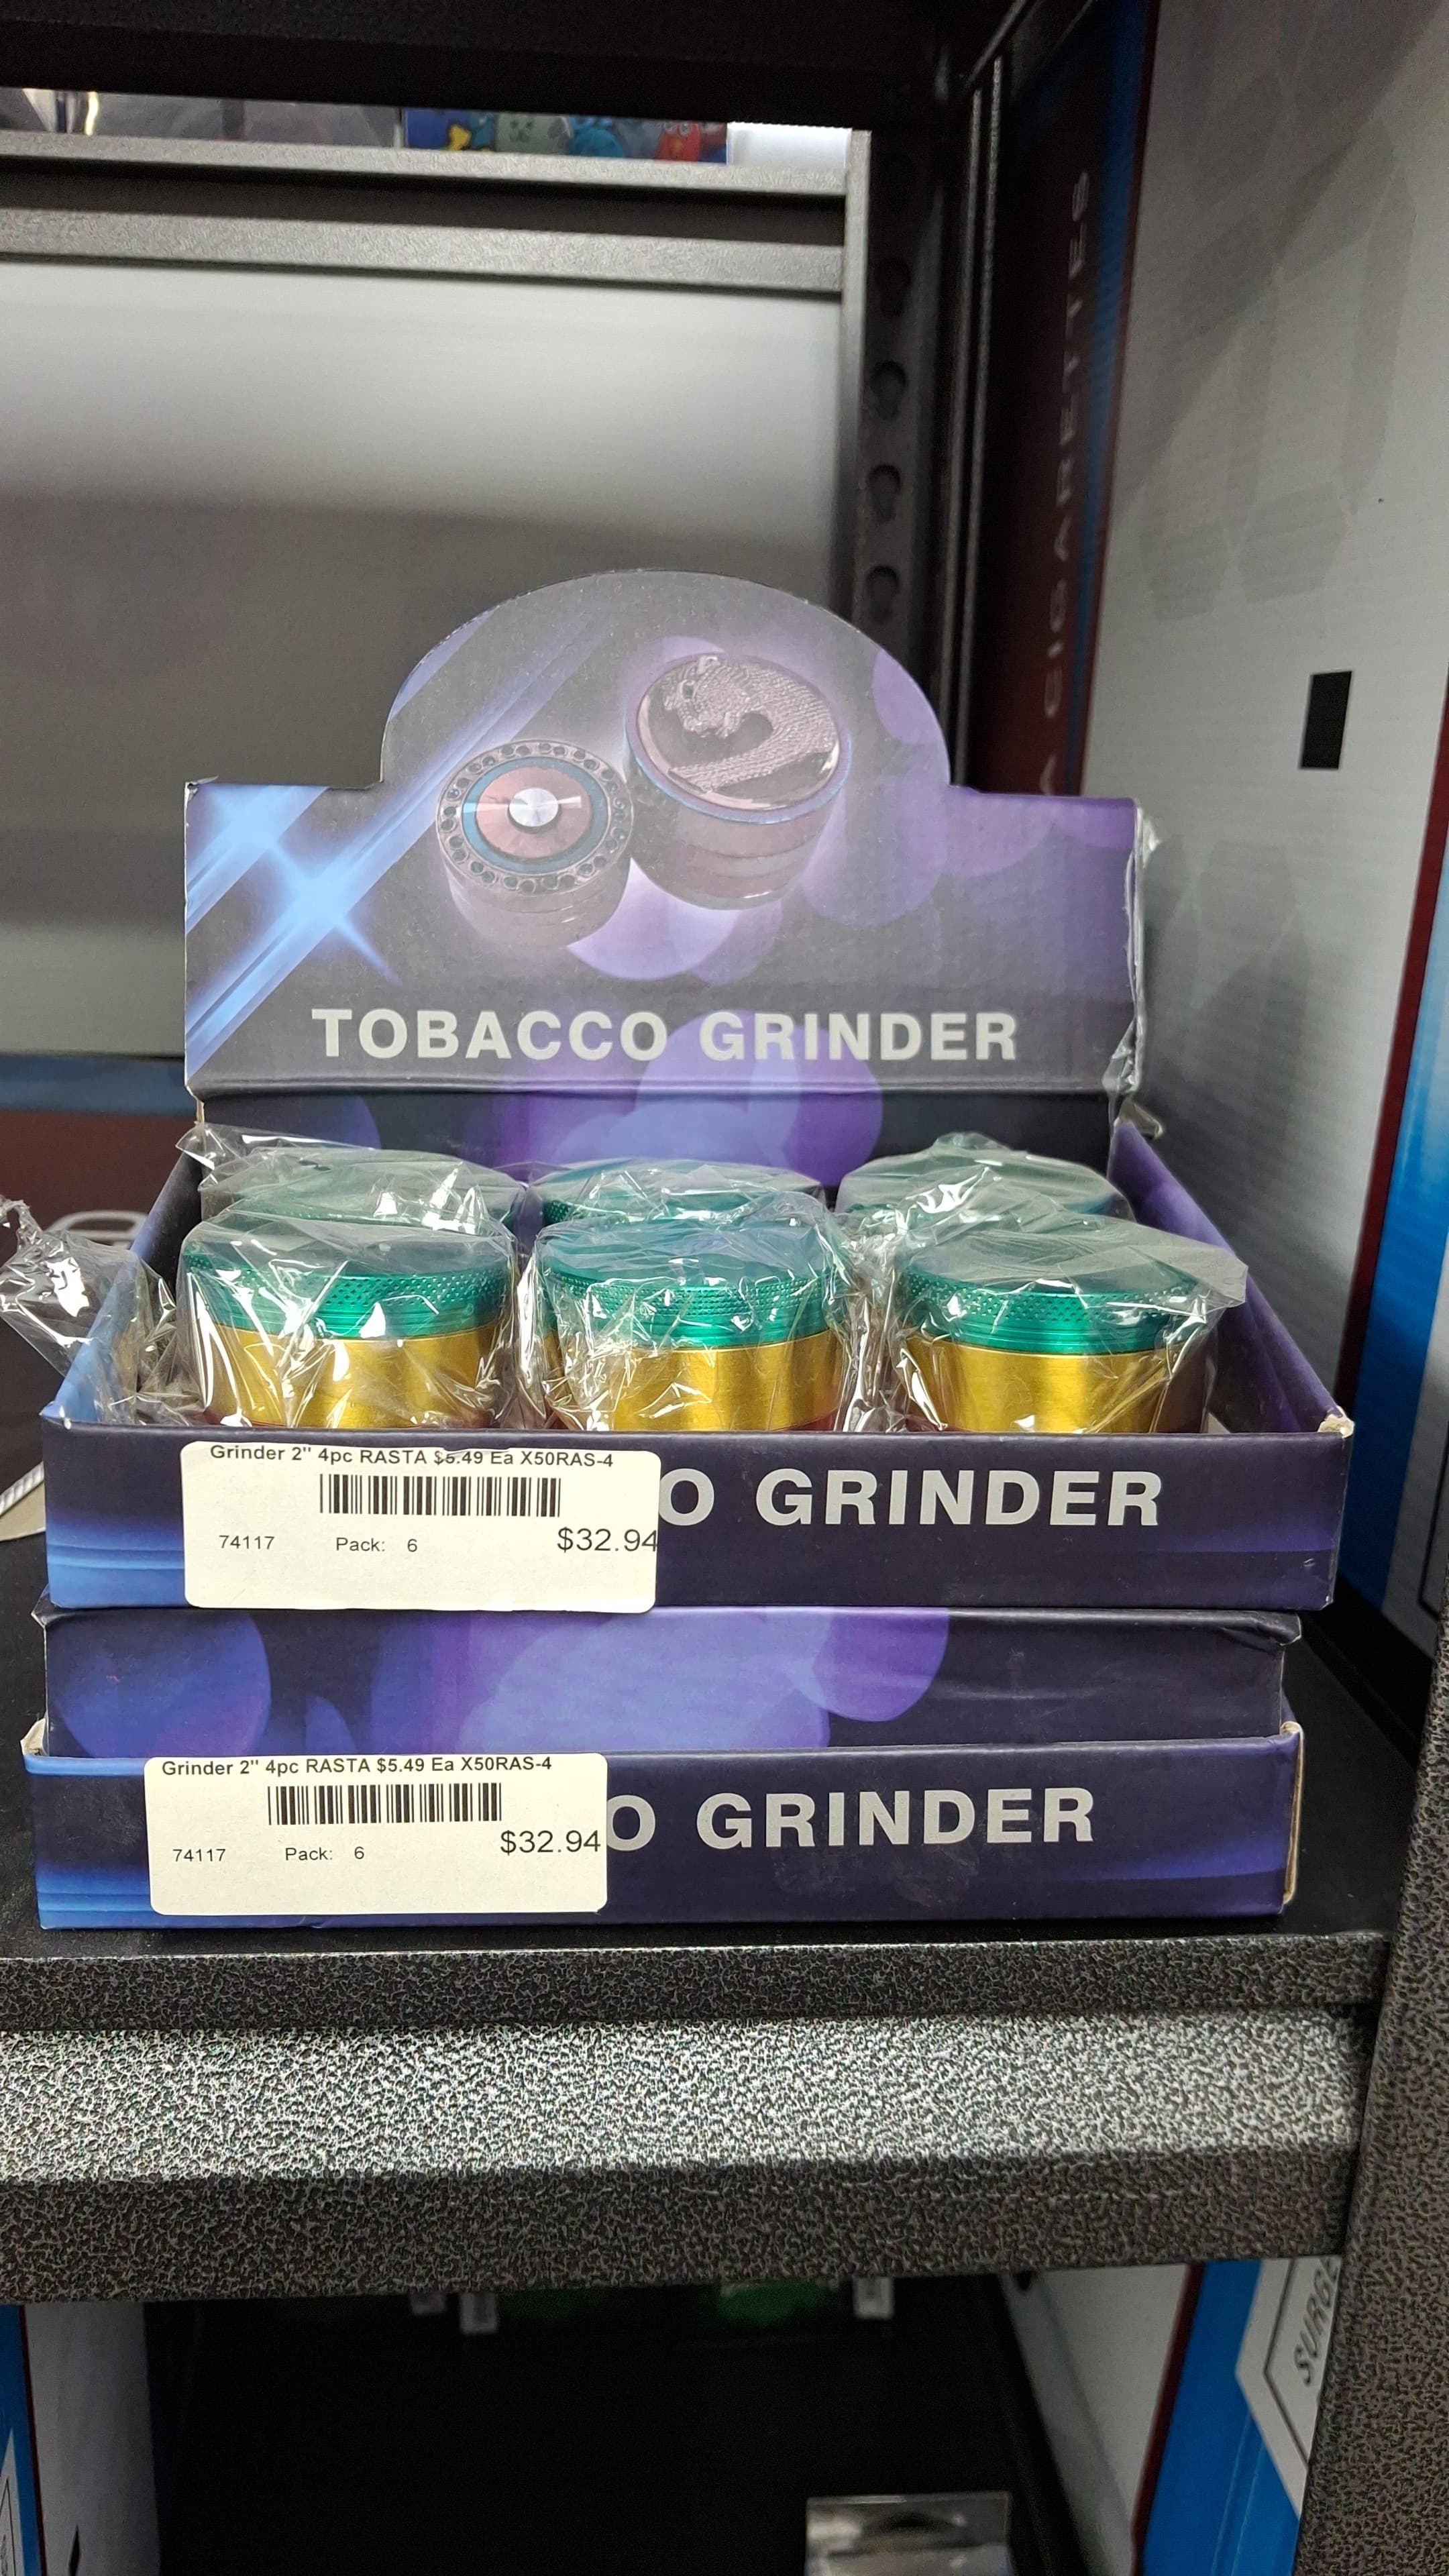 CIGARETTES
TOBACCO GRINDER
Grinder 2" 4pc RASTA $5.49 Ea X50RAS-4
74117 Pack: 6 $32.94
O GRINDER
Grinder 2" 4pc RASTA $5.49 Ea X50RAS-4
74117 Pack: 6 $32.94
O GRINDER